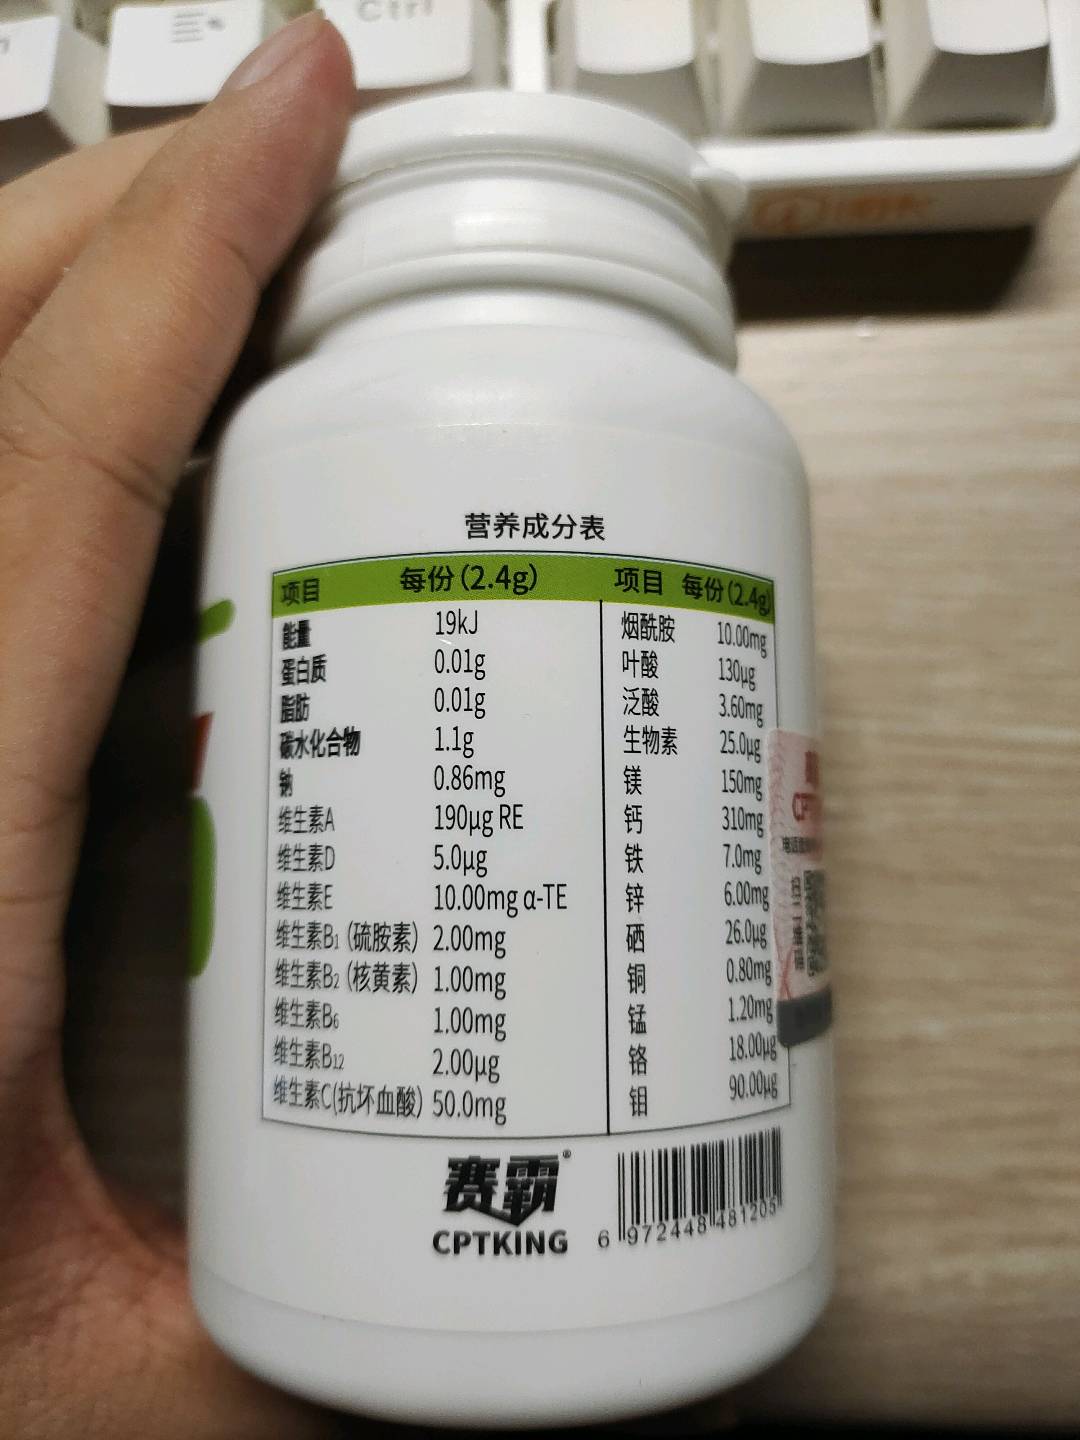 Ctrl
营养成分表
项目 每份(2.4g) 项目 每份(2.4g)
能量 19kJ 烟酰胺 10.00mg
蛋白质 0.01g 叶酸 130μg
脂肪 0.01g 泛酸 3.60mg
碳水化合物 1.1g 生物素 25.0μg
钠 0.86mg 镁 150mg
维生素A 190μg RE 钙 310mg
维生素D 5.0μg 铁 7.0mg
维生素E 10.00mg α-TE 锌 6.00mg
维生素B1 (硫胺素) 2.00mg 硒 26.0μg
维生素B2 (核黄素) 1.00mg 铜 0.80mg
维生素B6 1.00mg 锰 1.20mg
维生素B12 2.00μg 铬 18.00μg
维生素C(抗坏血酸) 50.0mg 钼 90.00μg
赛霸®
CPTKING
6 972448 481205